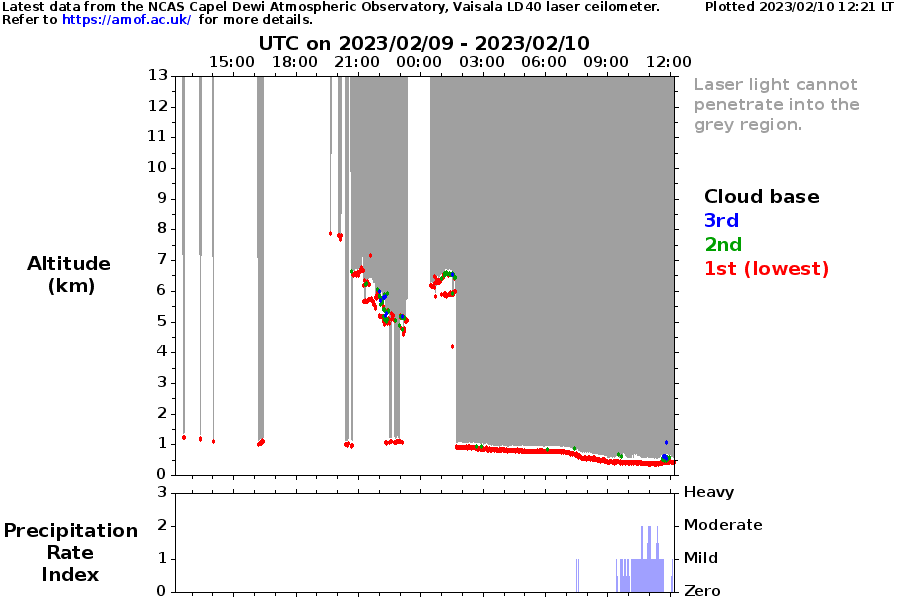 Latest data from the NCAS Capel Dewi Atmospheric Observatory, Vaisala LD40 laser ceilometer.
Plotted 2023/02/10 12:21 LT
Refer to https://amof.ac.uk/ for more details.
UTC on 2023/02/09 - 2023/02/10
15:00 18:00 21:00 00:00 03:00 06:00 09:00 12:00
13
12
11
10
9
8
7
6
5
4
3
2
1
0
Altitude
(km)
Laser light cannot
penetrate into the
grey region.
Cloud base
3rd
2nd
1st (lowest)
3
2
1
0
Precipitation
Rate
Index
Heavy
Moderate
Mild
Zero